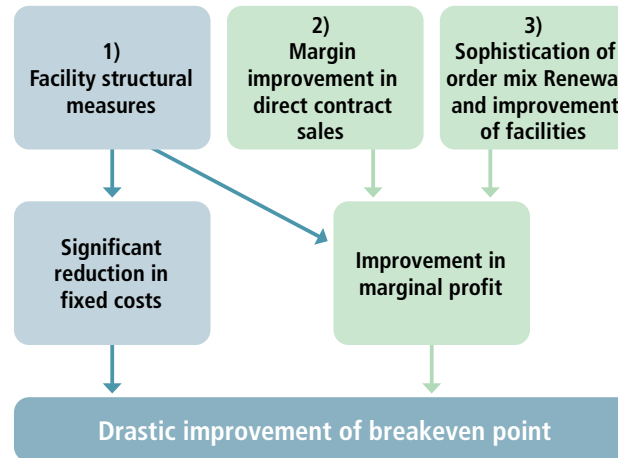 1)
Facility structural
measures
2)
Margin
improvement in
direct contract
sales
3)
Sophistication of
order mix Renewa
and improvement
of facilities
Significant
reduction in
fixed costs
Improvement in
marginal profit
Drastic improvement of breakeven point